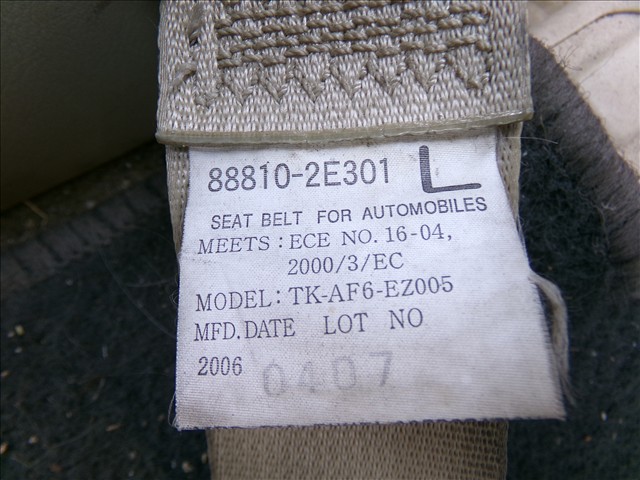 88810-2E301 L
SEAT BELT FOR AUTOMOBILES
MEETS : ECE NO. 16-04,
2000/3/EC
MODEL: TK-AF6-EZ005
MFD. DATE LOT NO
2006 0407